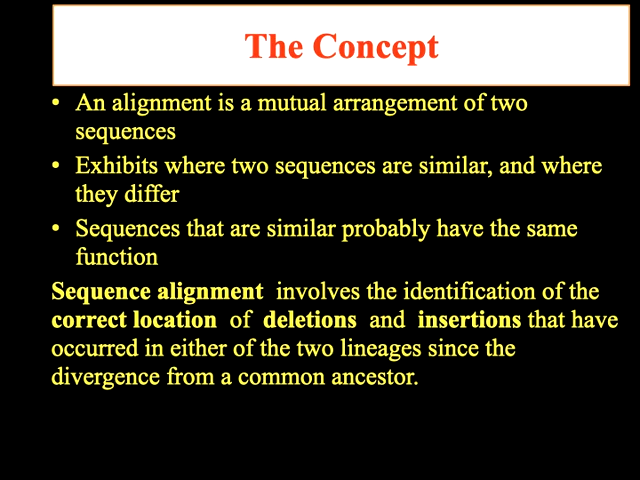 The Concept
• An alignment is a mutual arrangement of two
sequences
• Exhibits where two sequences are similar, and where
they differ
• Sequences that are similar probably have the same
function
Sequence alignment involves the identification of the
correct location of deletions and insertions that have
occurred in either of the two lineages since the
divergence from a common ancestor.